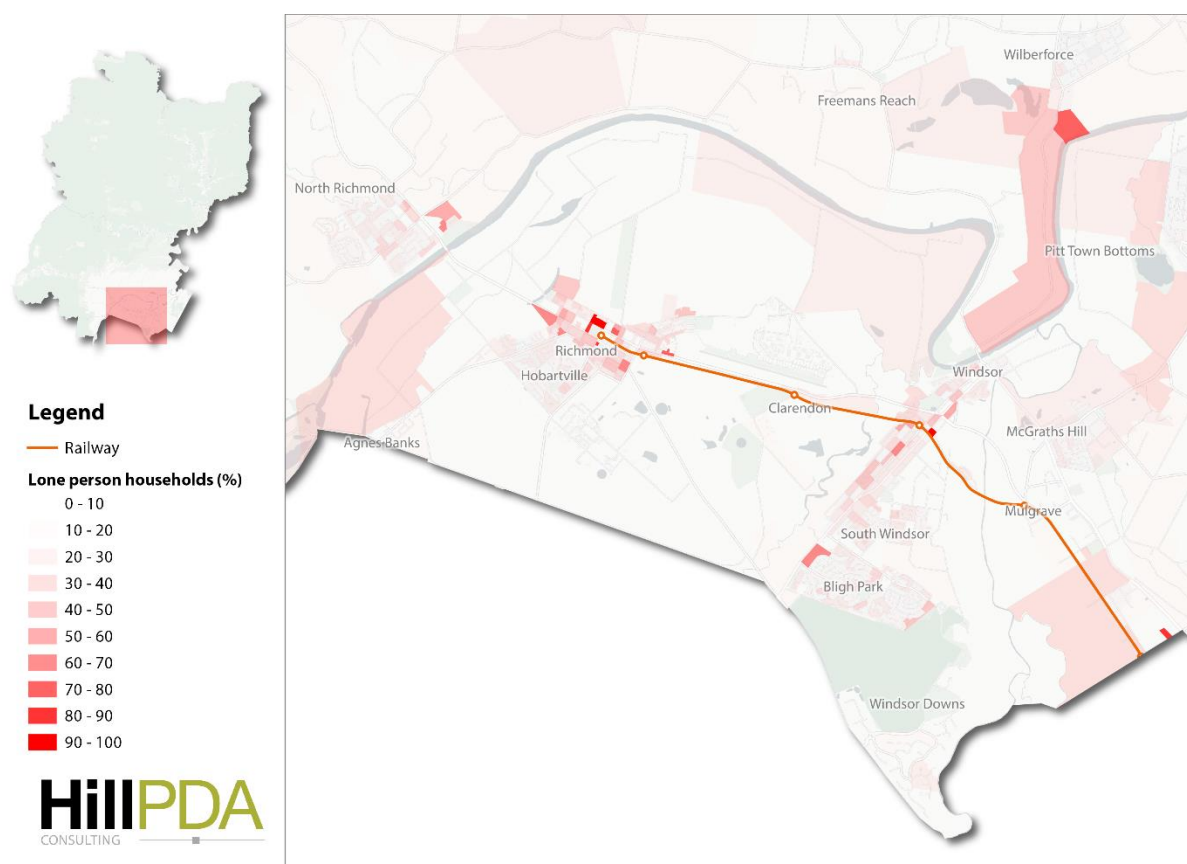 Legend
Railway
Lone person households (%)
0 - 10
10 - 20
20 - 30
30 - 40
40 - 50
50 - 60
60 - 70
70 - 80
80 - 90
90 - 100
HillPDA
CONSULTING
Wilberforce
Freemans Reach
North Richmond
Pitt Town Bottoms
Richmond
Hobartville
Windsor
Clarendon
McGraths Hill
Agnes Banks
Mulgrave
South Windsor
Bligh Park
Windsor Downs